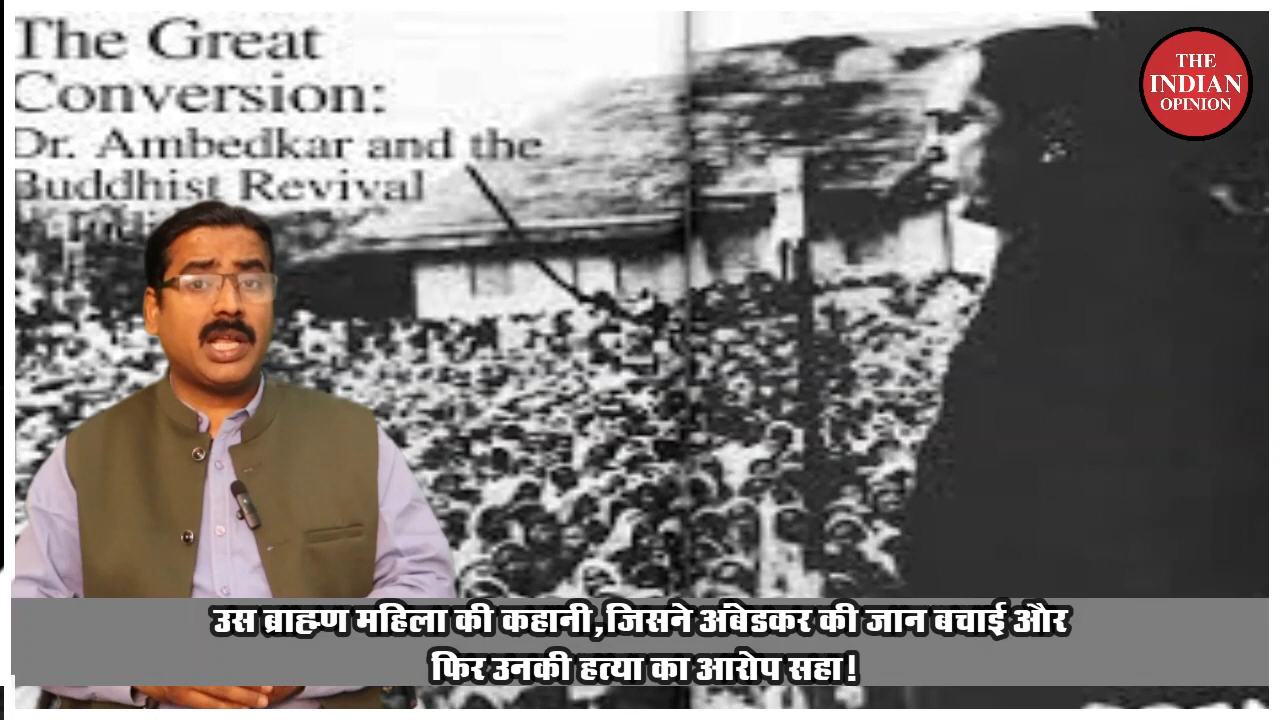 The Great
Conversion:
Dr. Ambedkar and the
Buddhist Revival
THE
INDIAN
OPINION
उस ब्राह्मण महिला की कहानी,जिसने अंबेडकर की जान बचाई और
फिर उनकी हत्या का आरोप सहा!